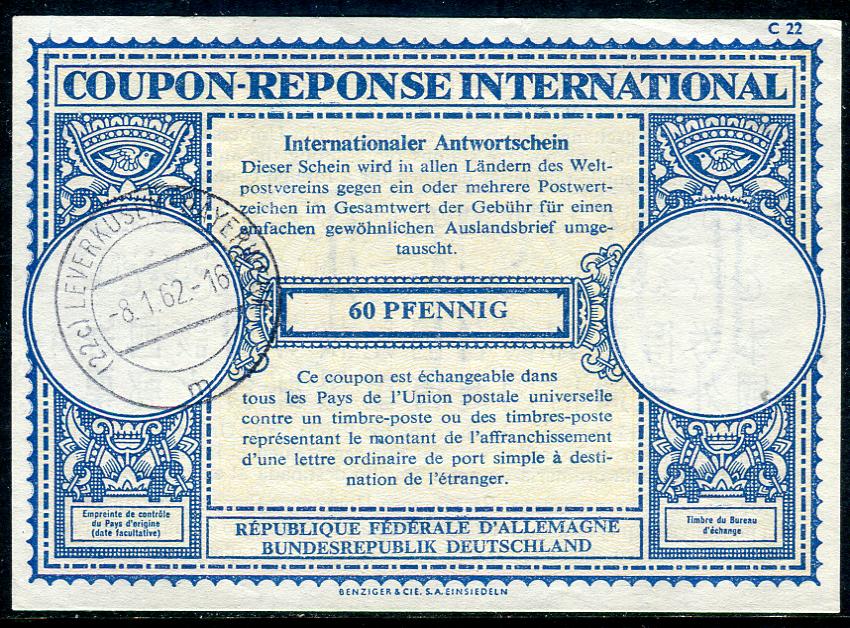 C 22
COUPON-REPONSE INTERNATIONAL
Internationaler Antwortschein
Dieser Schein wird in allen Ländern des Welt-
postvereins gegen ein oder mehrere Postwert-
zeichen im Gesamtwert der Gebühr für einen
einfachen gewöhnlichen Auslandsbrief umge-
tauscht.
(22c) LEVERKUSEN-BAYERWERK
-8.1.62.-16
m
60 PFENNIG
Ce coupon est échangeable dans
tous les Pays de l'Union postale universelle
contre un timbre-poste ou des timbres-poste
représentant le montant de l'affranchissement
d'une lettre ordinaire de port simple à desti-
nation de l'étranger.
Empreinte de contrôle
du Pays d'origine
(date facultative)
Timbre du Bureau
d'échange
RÉPUBLIQUE FÉDÉRALE D'ALLEMAGNE
BUNDESREPUBLIK DEUTSCHLAND
BENZIGER & CIE. S.A. EINSIEDELN